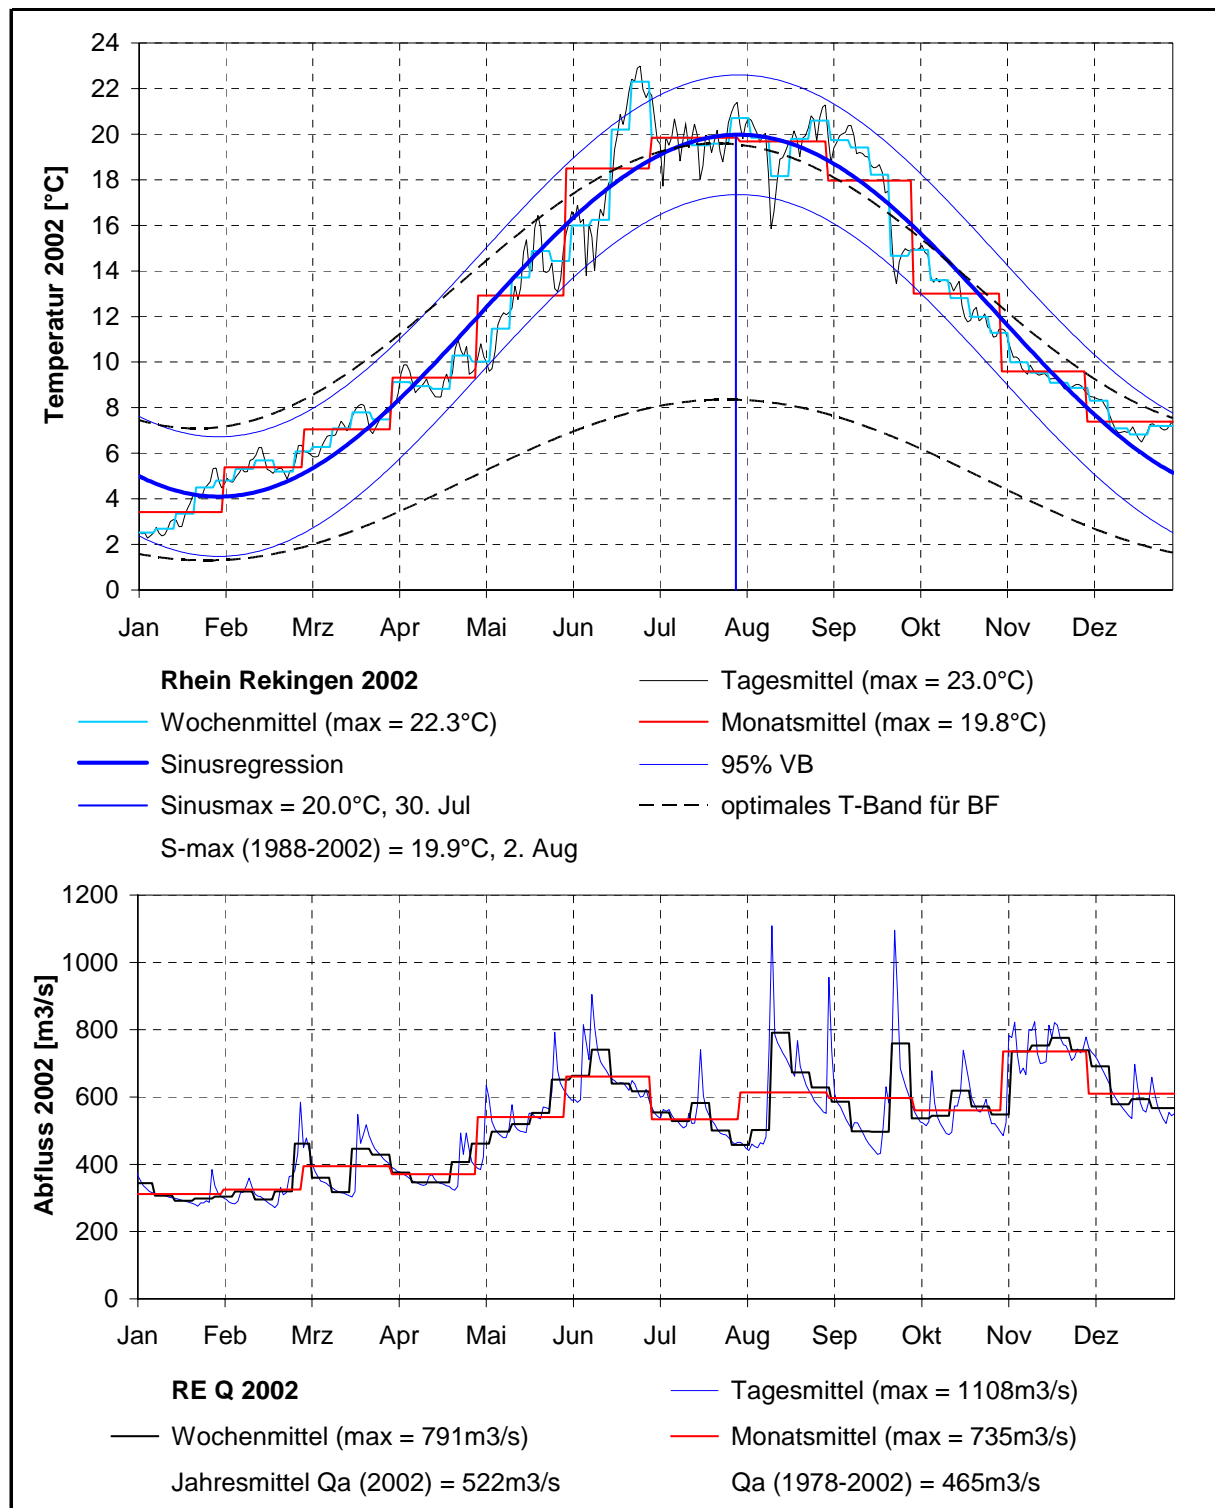 24
22
20
18
16
14
12
10
8
6
4
2
0
Temperatur 2002 [°C]
Jan Feb Mrz Apr Mai Jun Jul Aug Sep Okt Nov Dez
Rhein Rekingen 2002
Tagesmittel (max = 23.0°C)
Wochenmittel (max = 22.3°C)
Monatsmittel (max = 19.8°C)
Sinusregression
95% VB
Sinusmax = 20.0°C, 30. Jul
optimales T-Band für BF
S-max (1988-2002) = 19.9°C, 2. Aug
1200
1000
800
600
400
200
0
Abfluss 2002 [m3/s]
Jan Feb Mrz Apr Mai Jun Jul Aug Sep Okt Nov Dez
RE Q 2002
Tagesmittel (max = 1108m3/s)
Wochenmittel (max = 791m3/s)
Monatsmittel (max = 735m3/s)
Jahresmittel Qa (2002) = 522m3/s
Qa (1978-2002) = 465m3/s